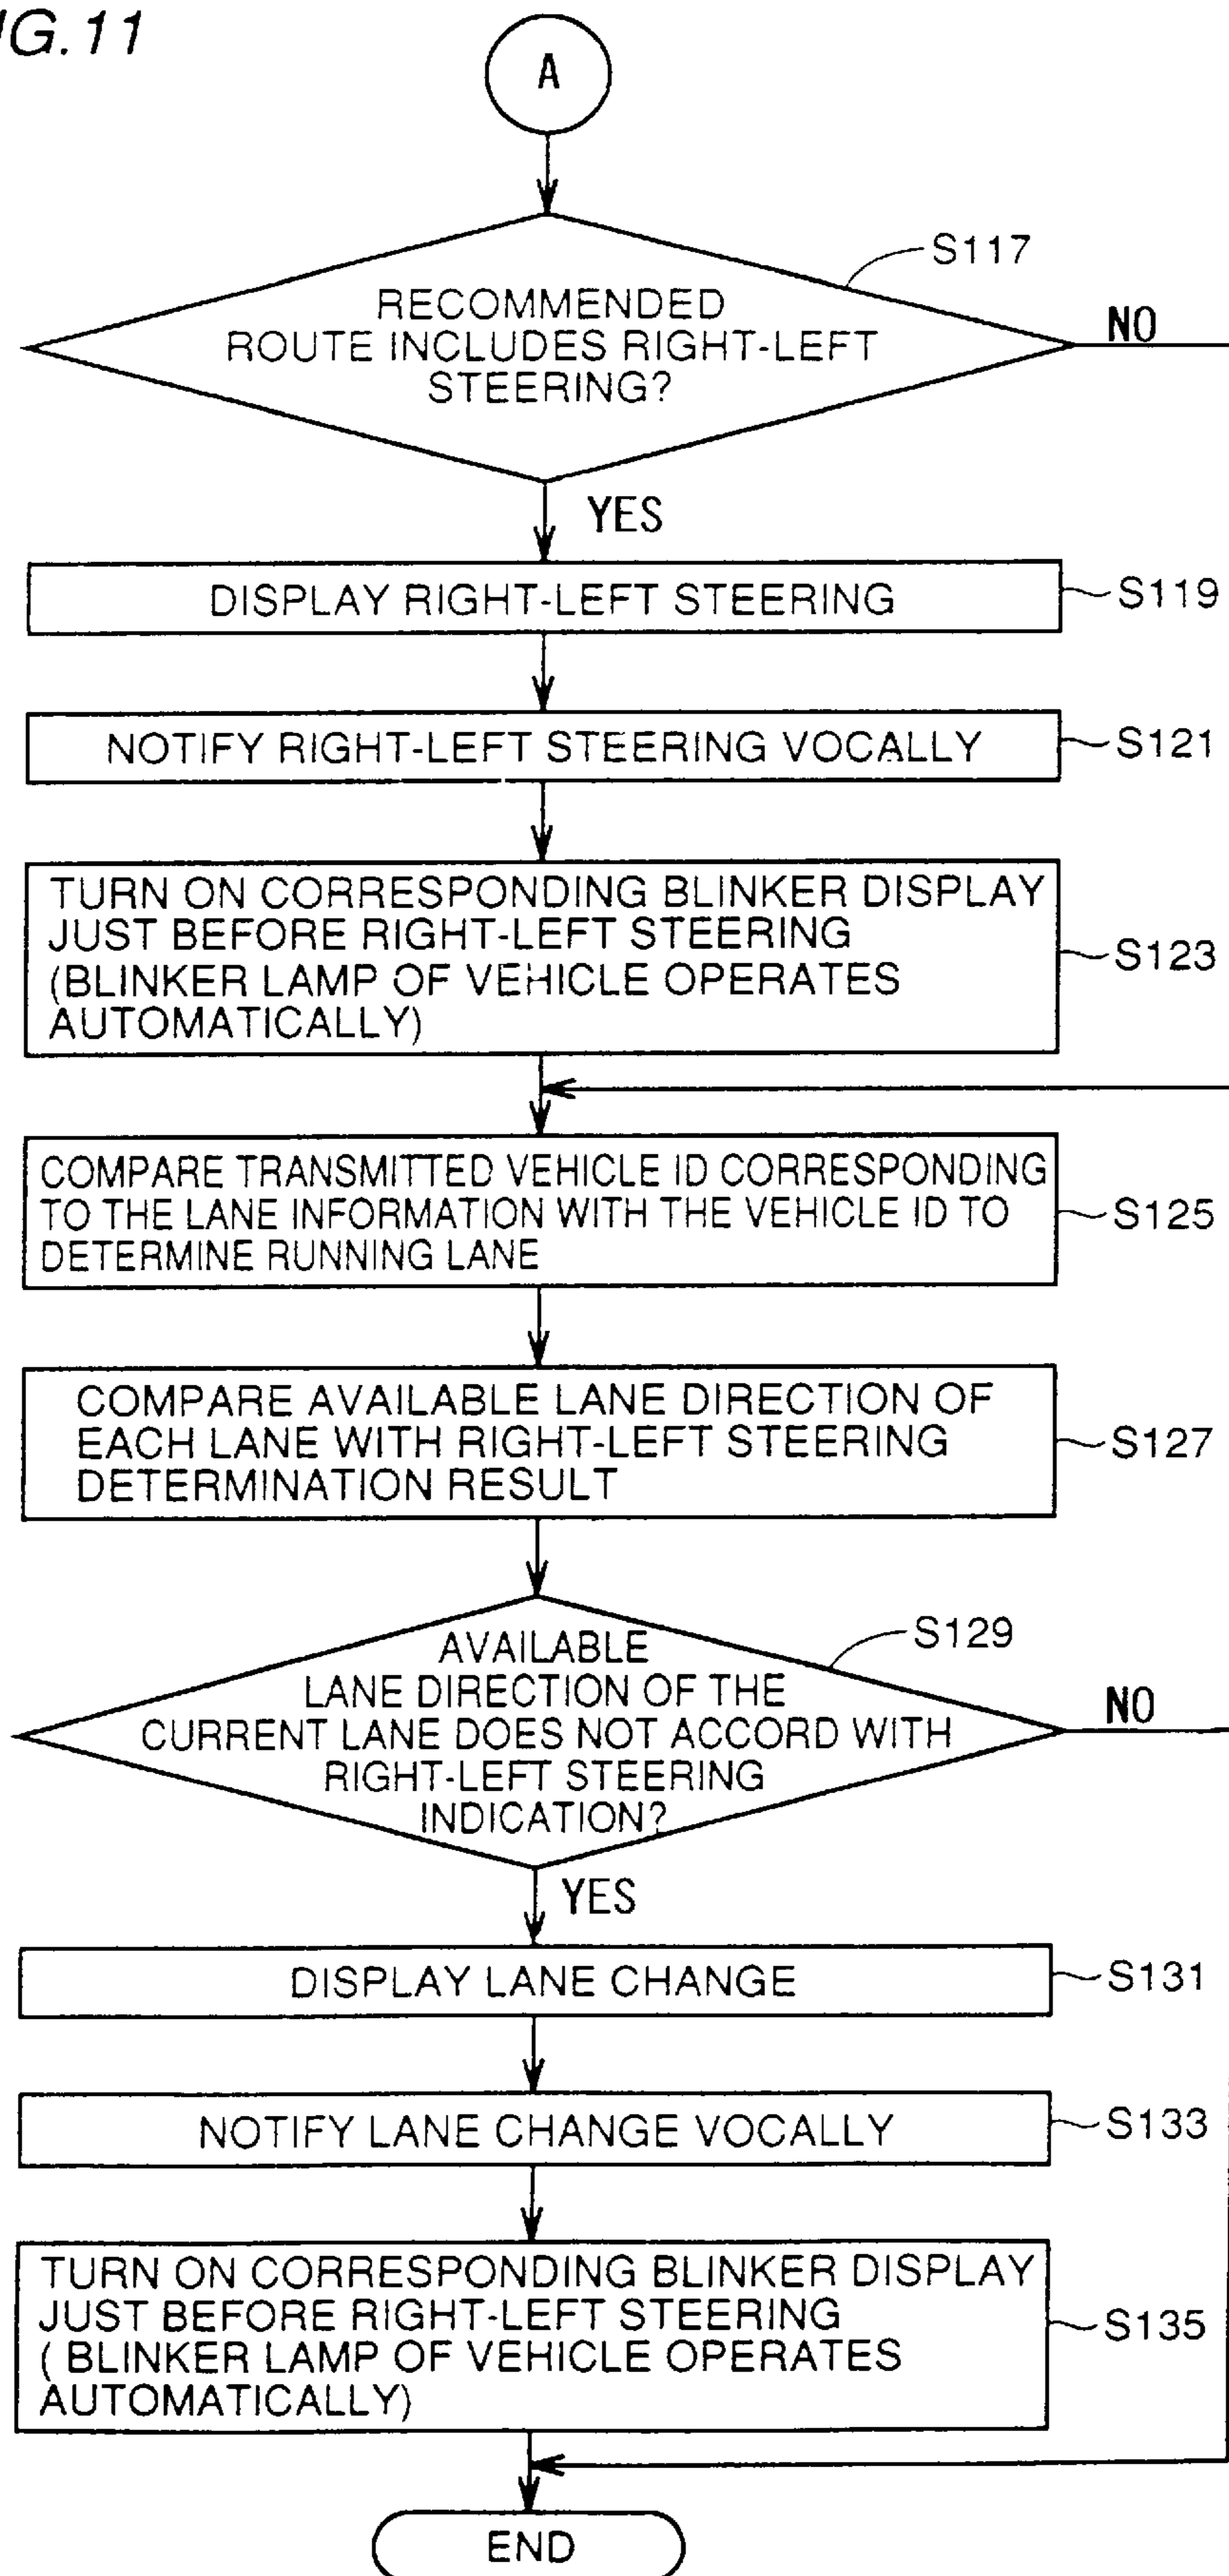 IG.11
A
RECOMMENDED
ROUTE INCLUDES RIGHT-LEFT
STEERING?
S117
NO
YES
DISPLAY RIGHT-LEFT STEERING
S119
NOTIFY RIGHT-LEFT STEERING VOCALLY
S121
TURN ON CORRESPONDING BLINKER DISPLAY
JUST BEFORE RIGHT-LEFT STEERING
(BLINKER LAMP OF VEHICLE OPERATES
AUTOMATICALLY)
S123
COMPARE TRANSMITTED VEHICLE ID CORRESPONDING
TO THE LANE INFORMATION WITH THE VEHICLE ID TO
DETERMINE RUNNING LANE
S125
COMPARE AVAILABLE LANE DIRECTION OF
EACH LANE WITH RIGHT-LEFT STEERING
DETERMINATION RESULT
S127
AVAILABLE
LANE DIRECTION OF THE
CURRENT LANE DOES NOT ACCORD WITH
RIGHT-LEFT STEERING
INDICATION?
S129
NO
YES
DISPLAY LANE CHANGE
S131
NOTIFY LANE CHANGE VOCALLY
S133
TURN ON CORRESPONDING BLINKER DISPLAY
JUST BEFORE RIGHT-LEFT STEERING
( BLINKER LAMP OF VEHICLE OPERATES
AUTOMATICALLY)
S135
END